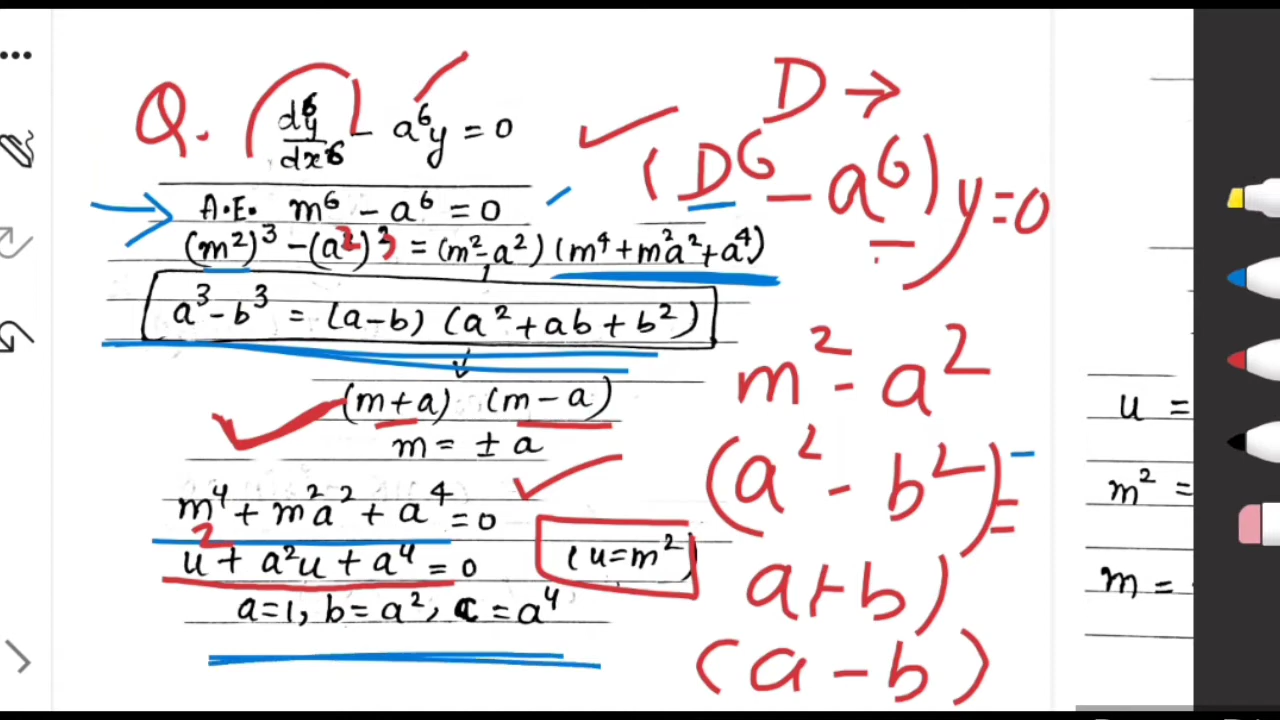 Q. d⁶y/dx⁶ - a⁶y = 0
A.E. m⁶ - a⁶ = 0
(m²)³ - (a²)³ = (m² - a²) (m⁴ + m²a² + a⁴)
a³ - b³ = (a-b) (a² + ab + b²)
(m+a) (m-a)
m = ± a
m⁴ + m²a² + a⁴ = 0
u² + a²u + a⁴ = 0 (u=m²)
a=1, b=a², c=a⁴
D →
(D⁶ - a⁶)y=0
m² - a²
(a² - b²) =
a+b)
(a-b)
u =
m² =
m =